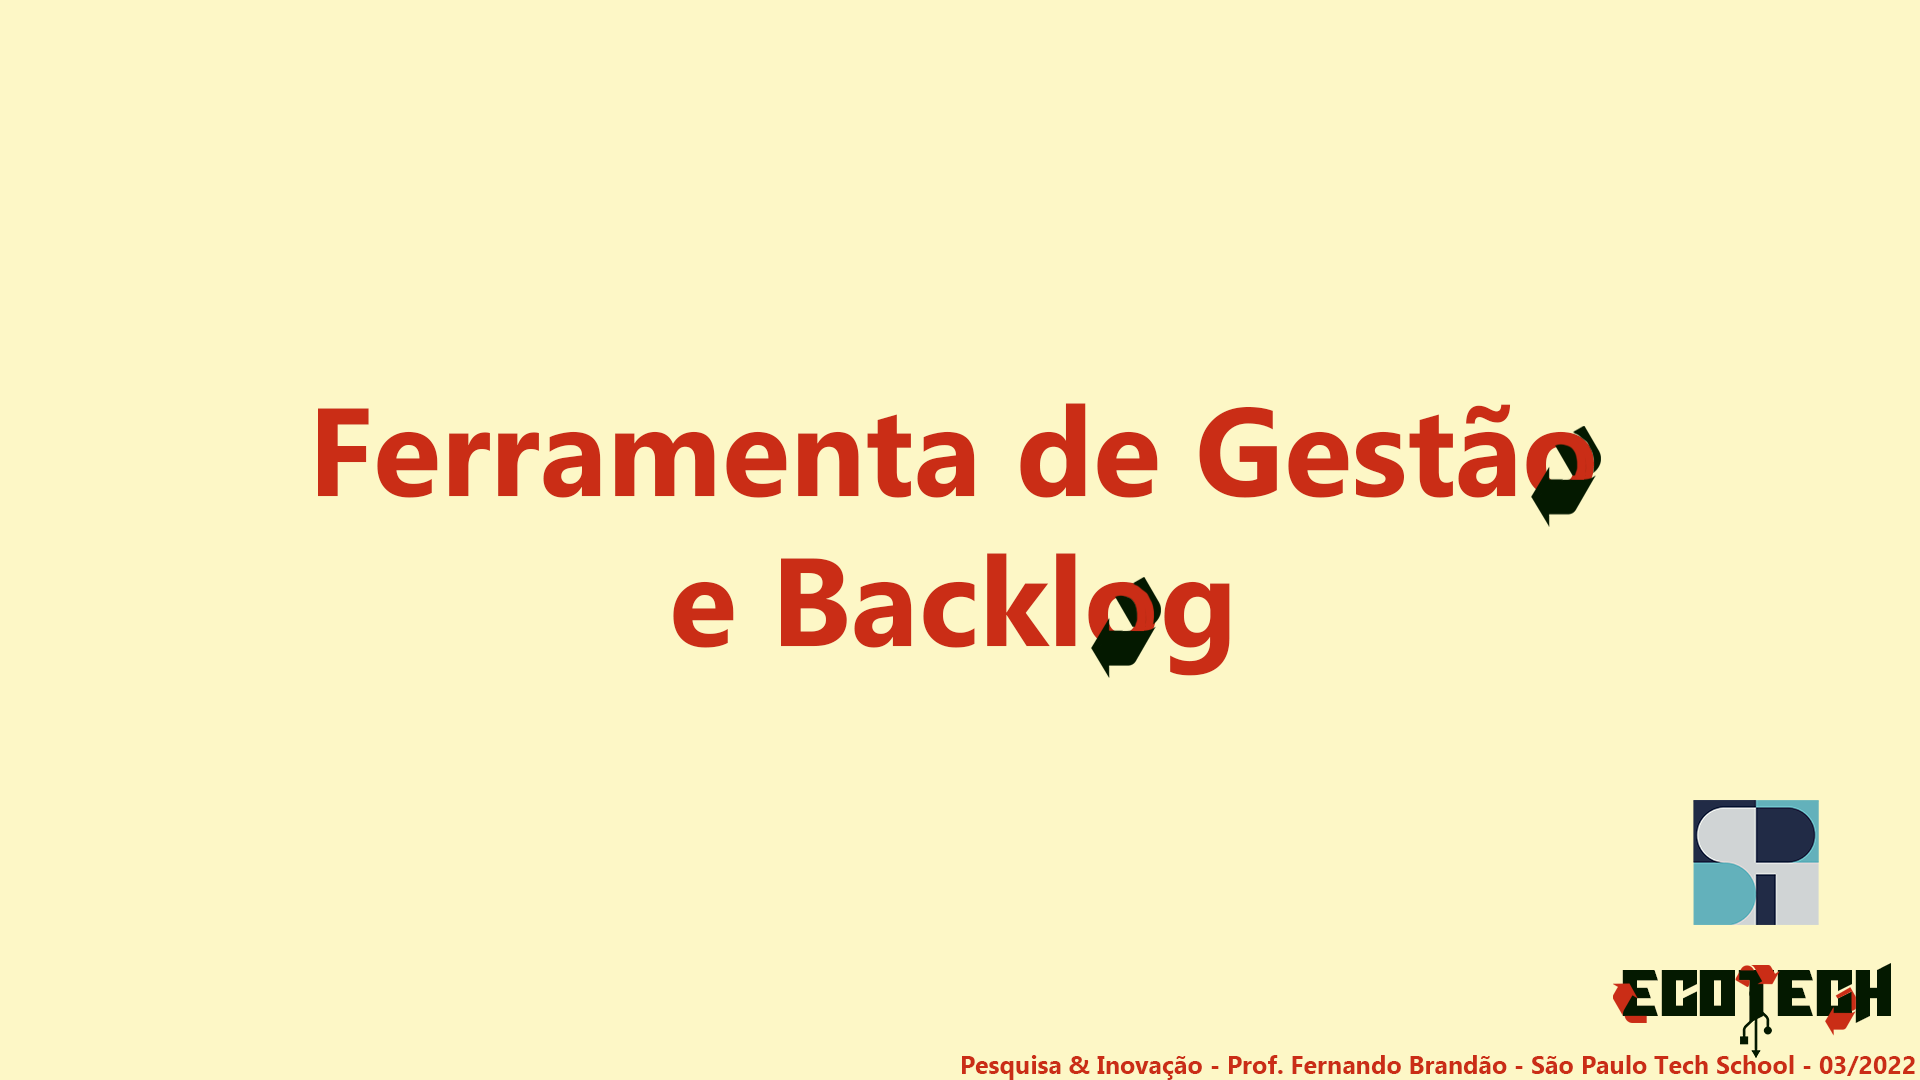 Ferramenta de Gestão
e Backlog
ECOTECH
Pesquisa & Inovação - Prof. Fernando Brandão - São Paulo Tech School - 03/2022